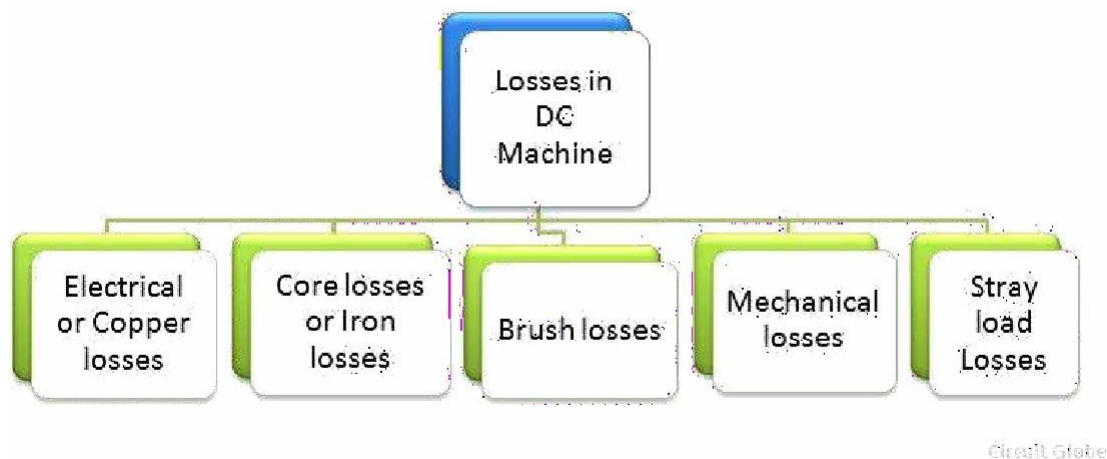 Losses in
DC
Machine
Electrical
or Copper
losses
Core losses
or Iron
losses
Brush losses
Mechanical
losses
Stray
load
Losses
Circuit Globe